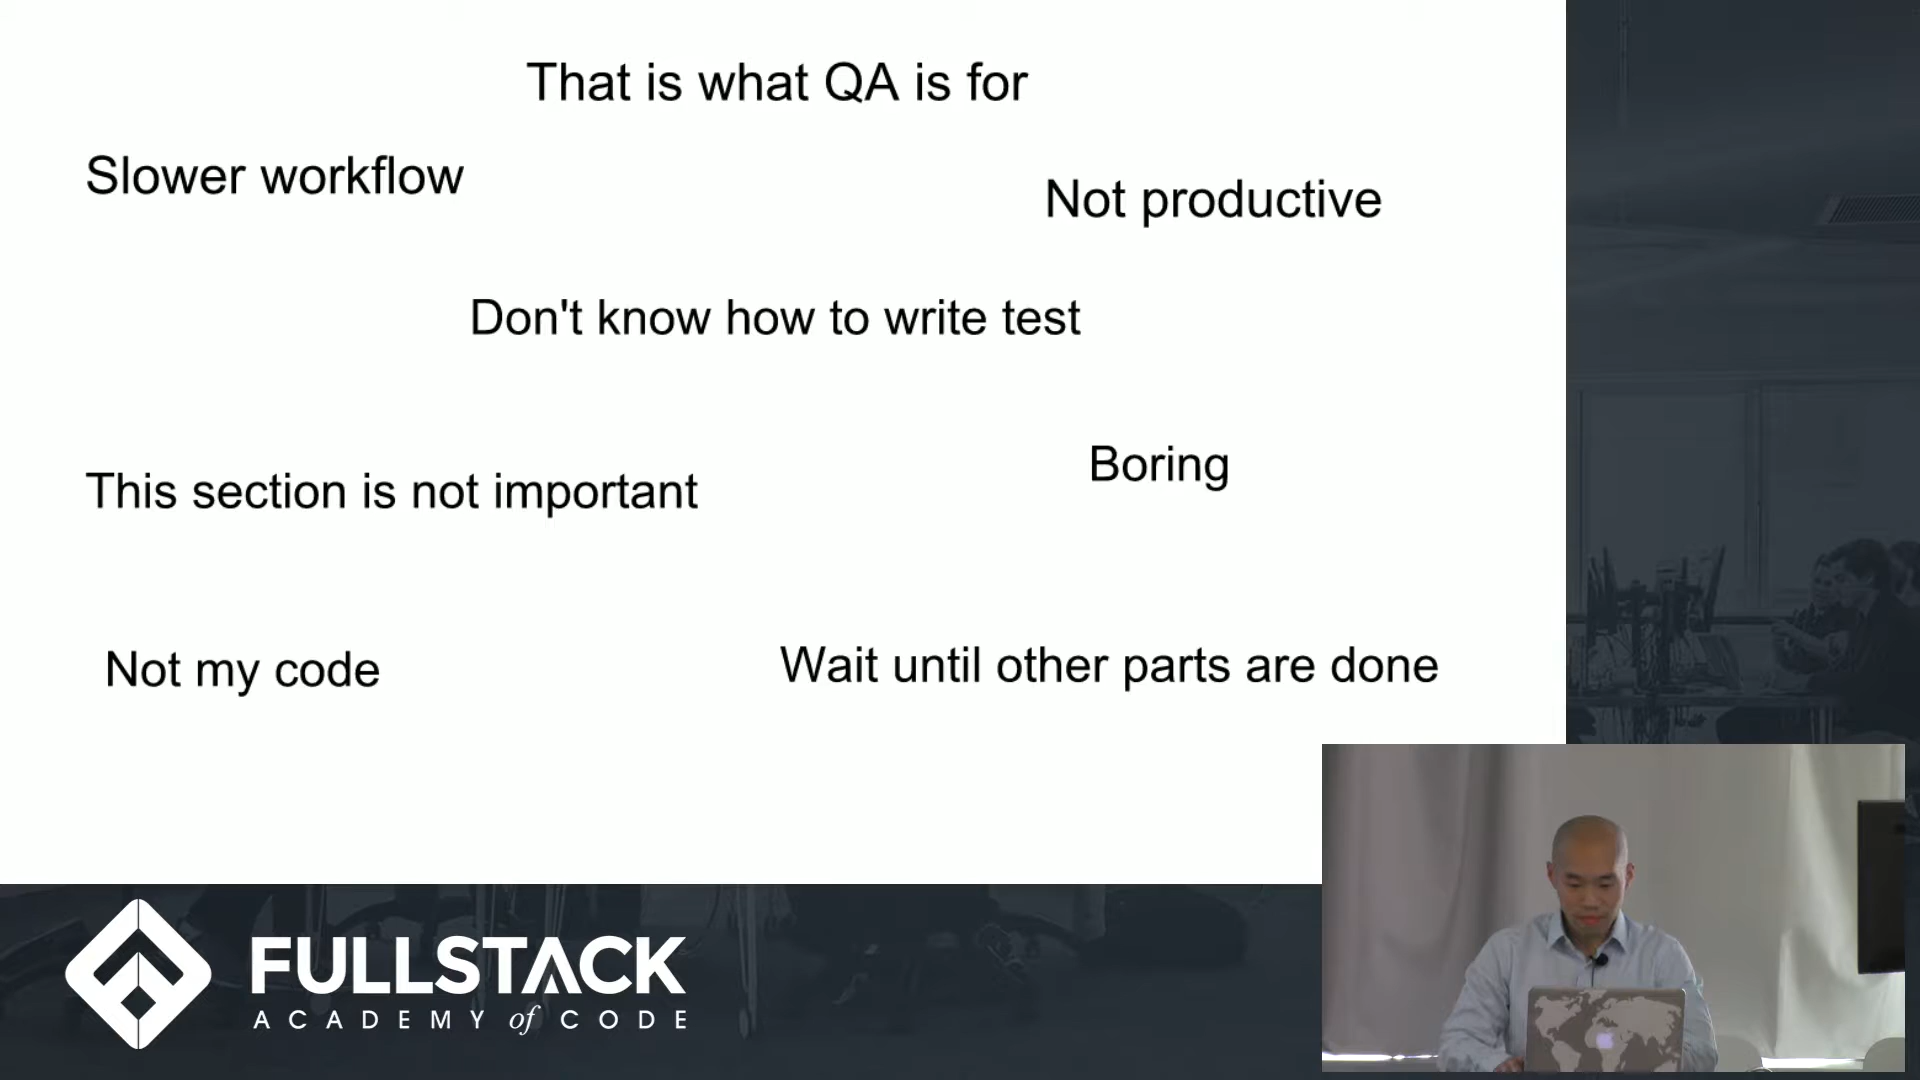 That is what QA is for
Slower workflow
Not productive
Don't know how to write test
Boring
This section is not important
Wait until other parts are done
Not my code
FULLSTACK
ACADEMY of CODE